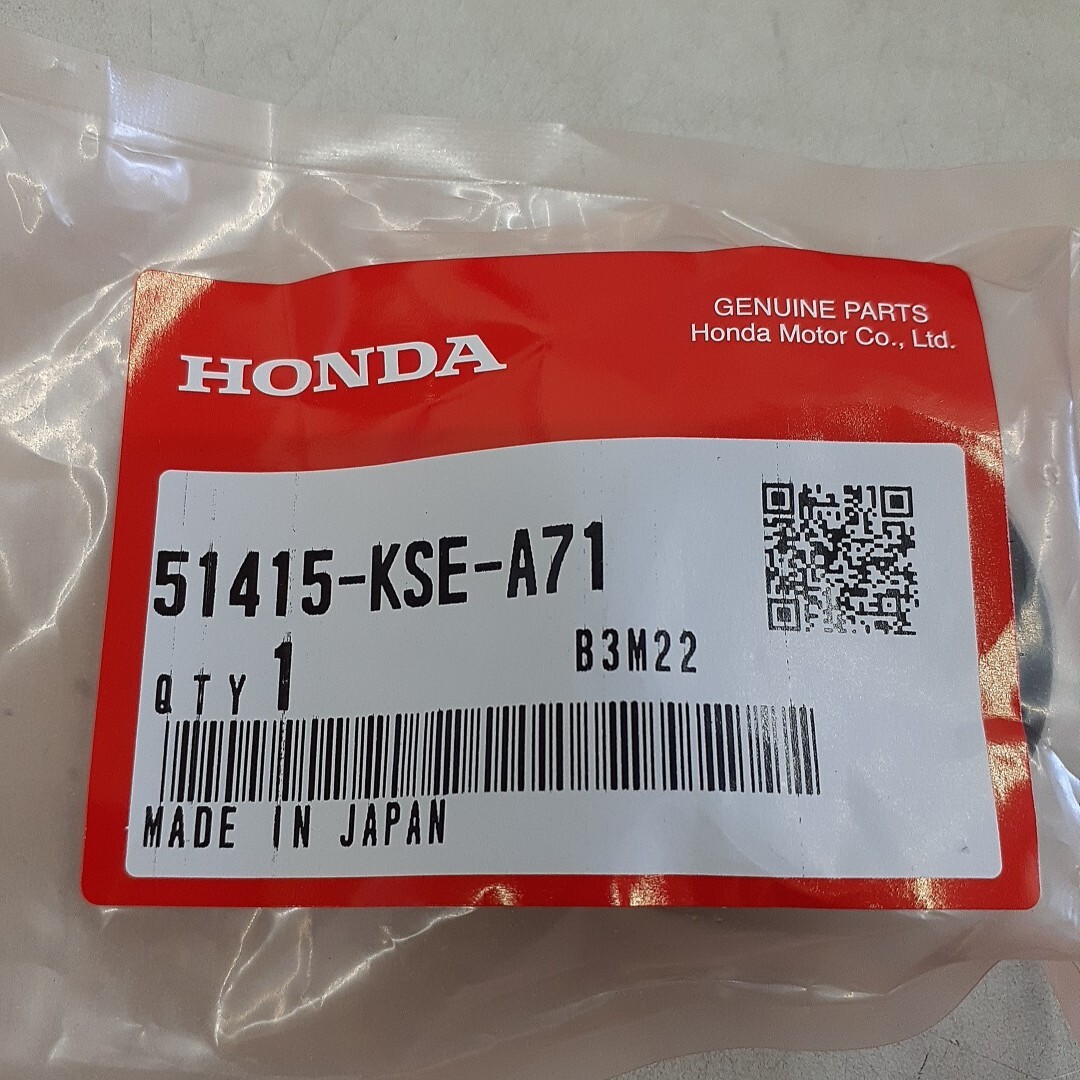 GENUINE PARTS
Honda Motor Co., Ltd.
HONDA
51415-KSE-A71
QTY 1
B3M22
MADE IN JAPAN